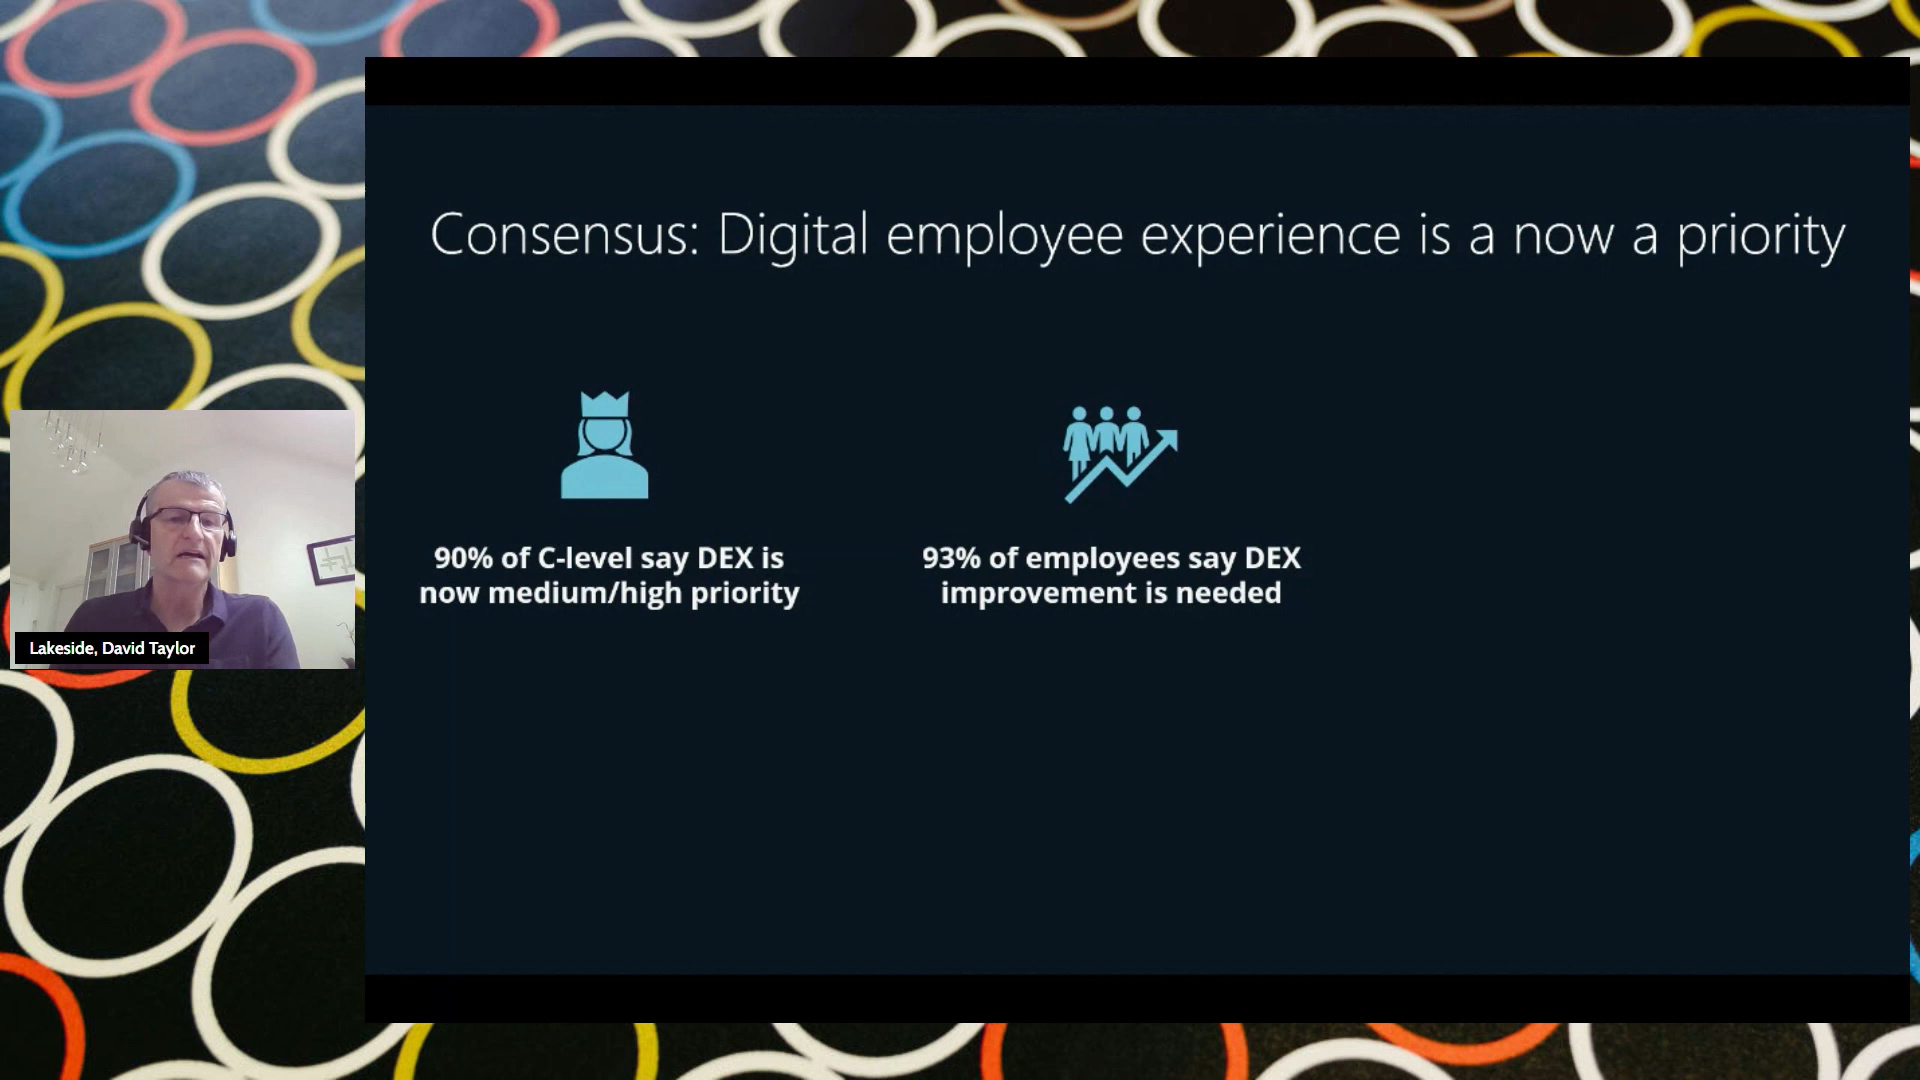 Consensus: Digital employee experience is a now a priority
90% of C-level say DEX is
now medium/high priority
93% of employees say DEX
improvement is needed
Lakeside, David Taylor